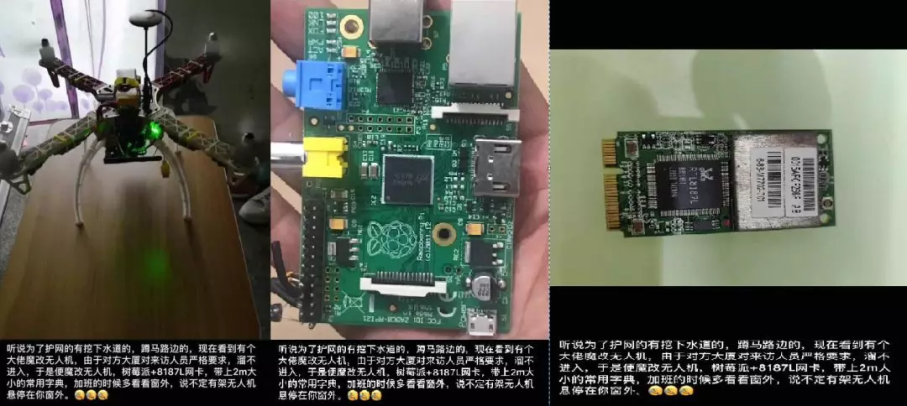 听说为了护网的有挖下水道的，蹲马路边的，现在看到有个
大佬魔改无人机，由于对方大厦对来访人员严格要求，溜不
进入，于是便魔改无人机，树莓派+8187L网卡，带上2m大
小的常用字典，加班的时候多看看窗外，说不定有架无人机
悬停在你窗外。
Raspberry Pi
(c)2011.12
FCC ID:
POWER
听说为了护网的有挖下水道的，蹲马路边的，现在看到有个
大佬魔改无人机，由于对方大厦对来访人员严格要求，溜不
进入，于是便魔改无人机，树莓派+8187L网卡，带上2m大
小的常用字典，加班的时候多看看窗外，说不定有架无人机
悬停在你窗外。
RTL8187L
听说为了护网的有挖下水道的，蹲马路边的，现在看到有个
大佬魔改无人机，由于对方大厦对来访人员严格要求，溜不
进入，于是便魔改无人机，树莓派+8187L网卡，带上2m大
小的常用字典，加班的时候多看看窗外，说不定有架无人机
悬停在你窗外。